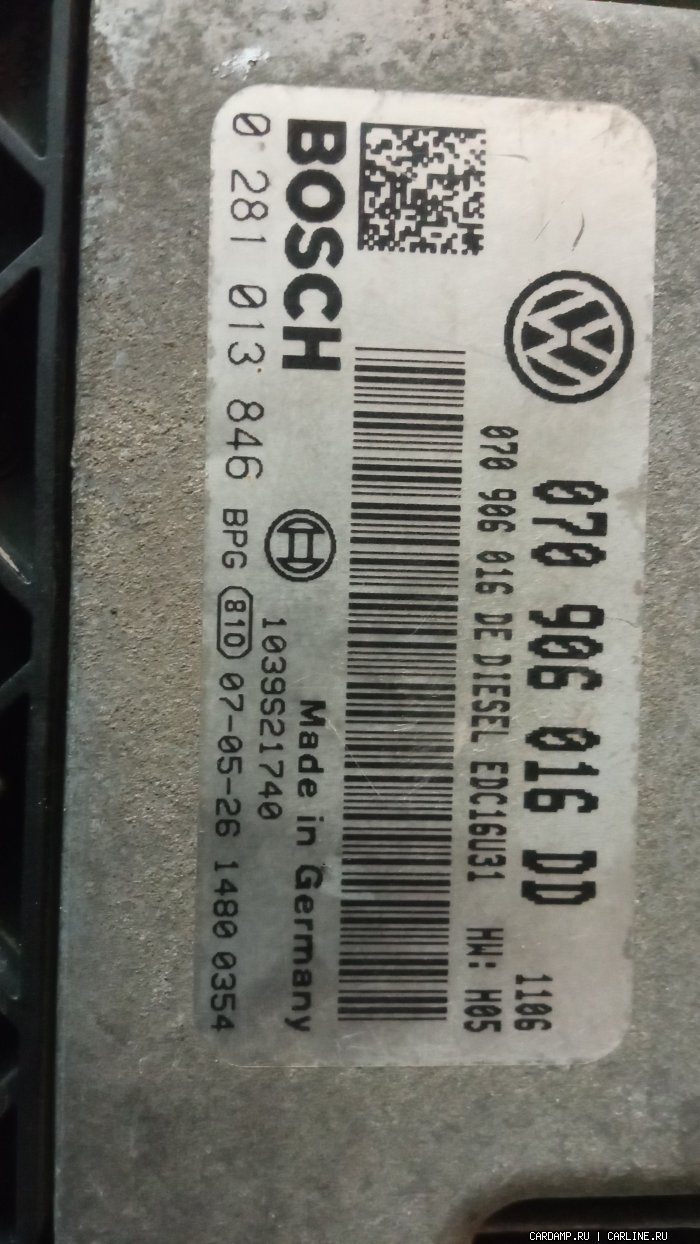 070 906 016 DD
1106
070 906 016 DE DIESEL EDC16U31 HW: H05
BOSCH
Made in Germany
1039S21740
0 281 013 846 BPG 810 07-05-26 1480 0354
CARDAMP.RU | CARLINE.RU